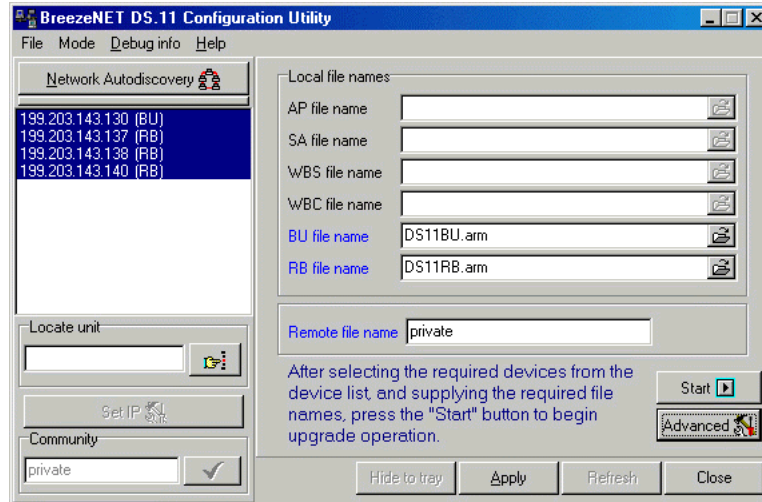 BreezeNET DS.11 Configuration Utility
File Mode Debug info Help
Network Autodiscovery
199.203.143.130 (BU)
199.203.143.137 (RB)
199.203.143.138 (RB)
199.203.143.140 (RB)
Locate unit
Set IP
Community
private
Local file names
AP file name
SA file name
WBS file name
WBC file name
BU file name DS11BU.arm
RB file name DS11RB.arm
Remote file name private
After selecting the required devices from the
device list, and supplying the required file
names, press the "Start" button to begin
upgrade operation.
Start
Advanced
Hide to tray Apply Refresh Close